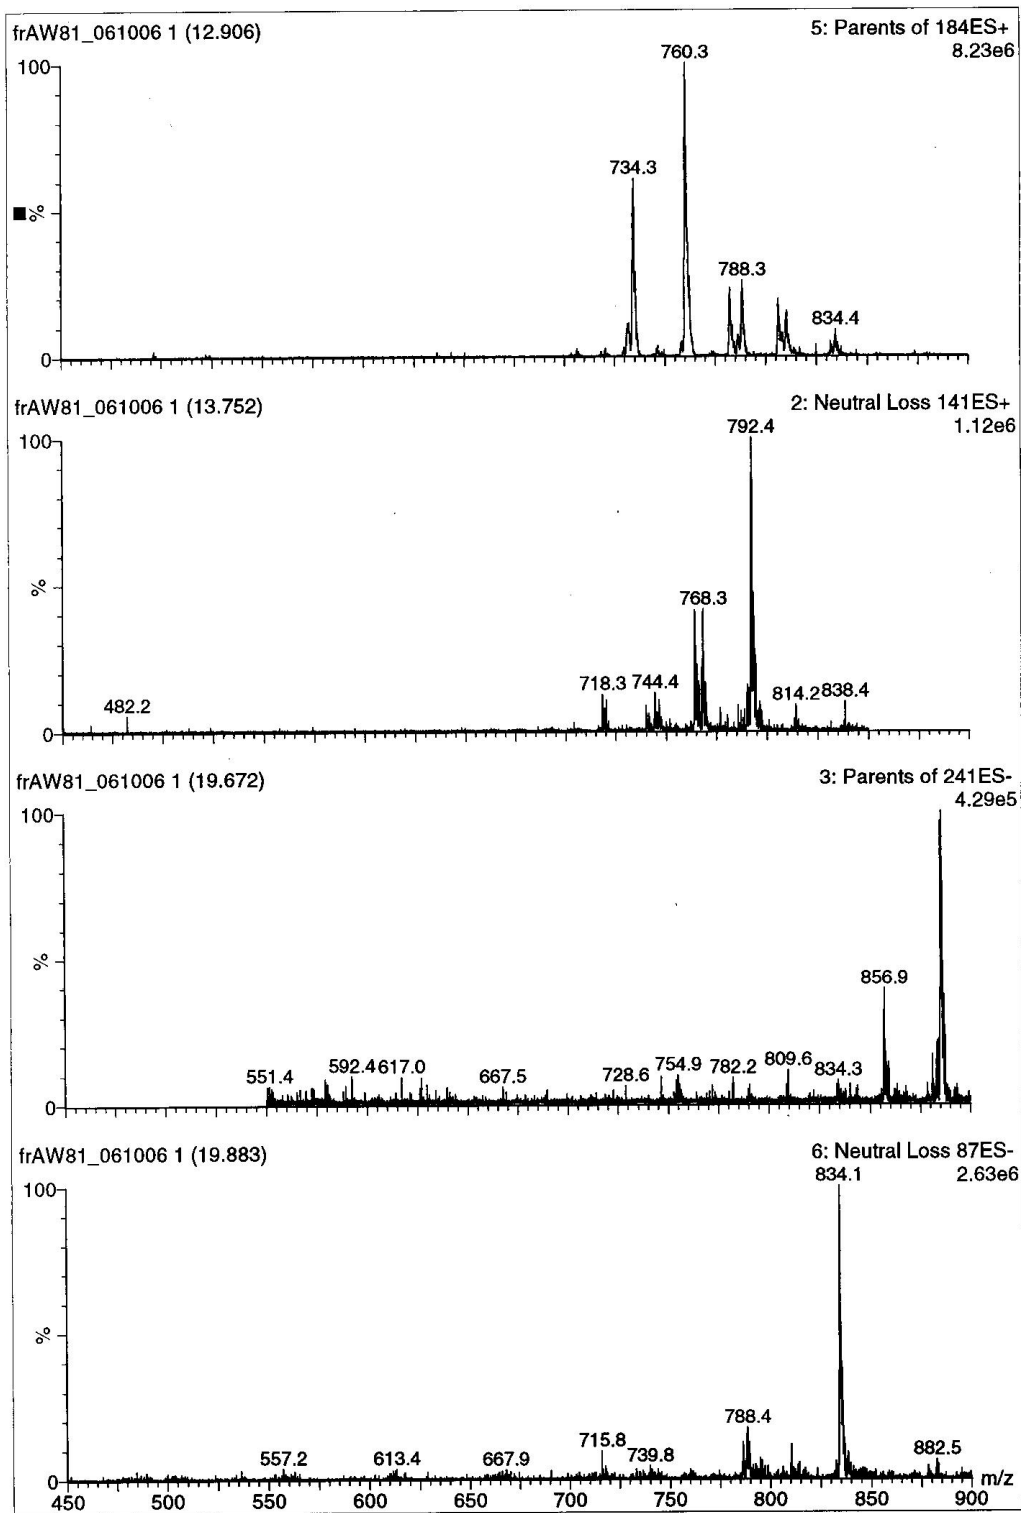 frAW81_061006 1 (12.906) 5: Parents of 184ES+
8.23e6
100
760.3
734.3
%
788.3
834.4
0
frAW81_061006 1 (13.752) 2: Neutral Loss 141ES+
1.12e6
100
792.4
%
768.3
718.3 744.4 814.2 838.4
482.2
0
frAW81_061006 1 (19.672) 3: Parents of 241ES-
4.29e5
100
%
856.9
551.4 592.4 617.0 667.5 728.6 754.9 782.2 809.6 834.3
0
frAW81_061006 1 (19.883) 6: Neutral Loss 87ES-
834.1 2.63e6
100
%
788.4
715.8
557.2 613.4 667.9 739.8 882.5
0 m/z
450 500 550 600 650 700 750 800 850 900